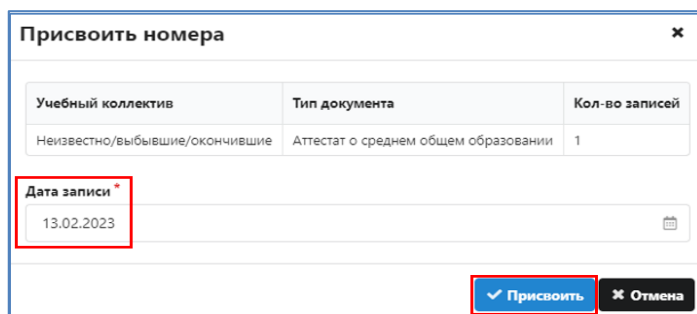 Присвоить номера
Учебный коллектив Тип документа Кол-во записей
Неизвестно/выбывшие/окончившие Аттестат о среднем общем образовании 1
Дата записи *
13.02.2023
Присвоить Отмена